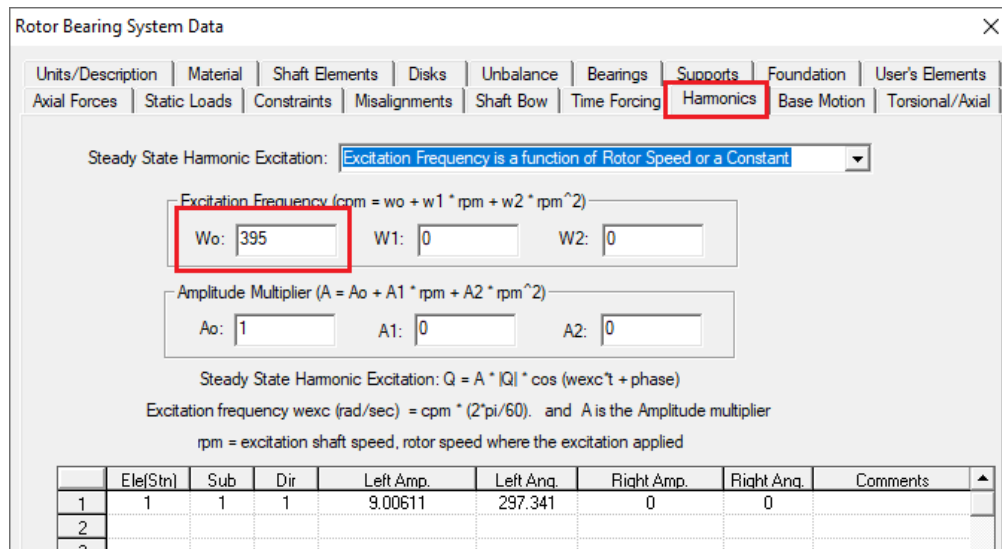 Rotor Bearing System Data
Units/Description Material Shaft Elements Disks Unbalance Bearings Supports Foundation User's Elements
Axial Forces Static Loads Constraints Misalignments Shaft Bow Time Forcing Harmonics Base Motion Torsional/Axial
Steady State Harmonic Excitation: Excitation Frequency is a function of Rotor Speed or a Constant
Excitation Frequency (cpm = wo + w1 * rpm + w2 * rpm^2)
Wo: 395 W1: 0 W2: 0
Amplitude Multiplier (A = Ao + A1 * rpm + A2 * rpm^2)
Ao: 1 A1: 0 A2: 0
Steady State Harmonic Excitation: Q = A * |Q| * cos (wexc*t + phase)
Excitation frequency wexc (rad/sec) = cpm * (2*pi/60). and A is the Amplitude multiplier
rpm = excitation shaft speed, rotor speed where the excitation applied
Ele(Stn) Sub Dir Left Amp. Left Ang. Right Amp. Right Ang. Comments
1 1 1 1 9.00611 297.341 0 0
2